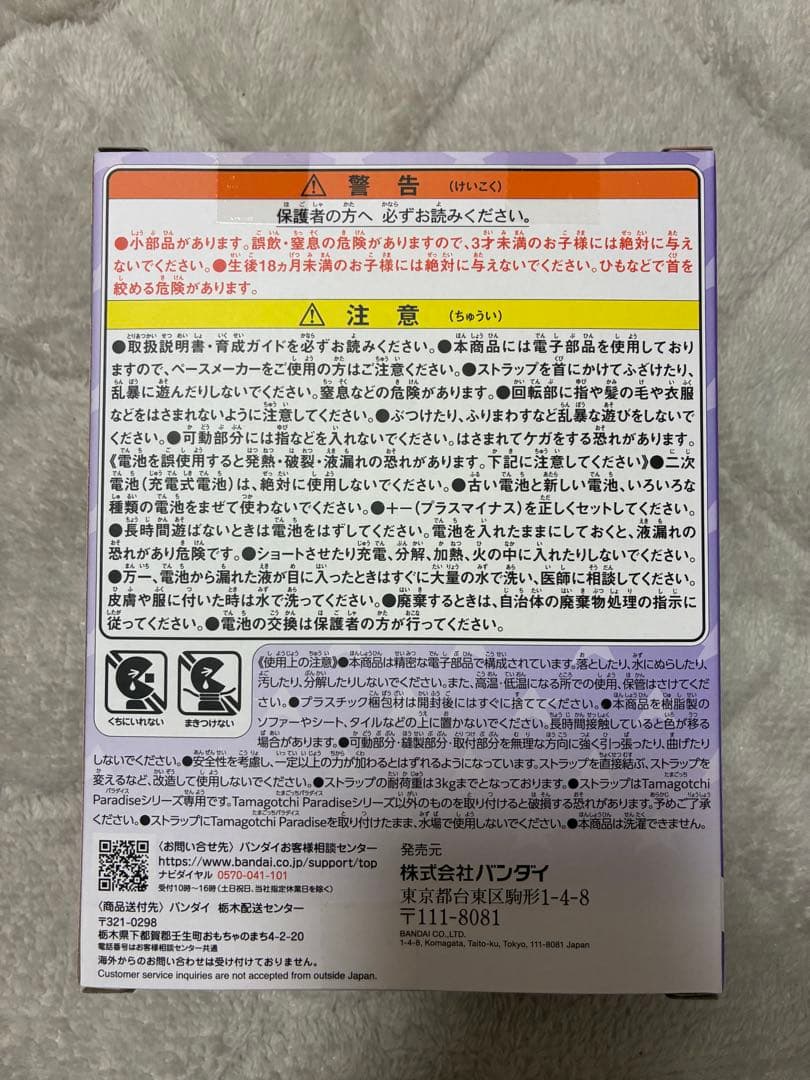 ⚠ 警告 (けいこく)
保護者の方へ 必ずお読みください。
●小部品があります。誤飲・窒息の危険がありますので、3才未満のお子様には絶対に与え
ないでください。●生後18ヵ月未満のお子様には絶対に与えないでください。ひもなどで首を
絞める危険があります。
⚠ 注意 (ちゅうい)
●取扱説明書・育成ガイドを必ずお読みください。●本商品には電子部品を使用しており
ますので、ペースメーカーをご使用の方はご注意ください。●ストラップを首にかけてふざけたり、
乱暴に遊んだりしないでください。窒息などの危険があります。●回転部に指や髪の毛や衣服
などをはさまれないように注意してください。●ぶつけたり、ふりまわすなど乱暴な遊びをしないで
ください。●可動部分には指などを入れないでください。はさまれてケガをする恐れがあります。
《電池を誤使用すると発熱・破裂・液漏れの恐れがあります。下記に注意してください》●二次
電池(充電式電池)は、絶対に使用しないでください。●古い電池と新しい電池、いろいろな
種類の電池をまぜて使わないでください。●+-(プラスマイナス)を正しくセットしてください。
●長時間遊ばないときは電池をはずしてください。電池を入れたままにしておくと、液漏れの
恐れがあり危険です。●ショートさせたり充電、分解、加熱、火の中に入れたりしないでください。
●万一、電池から漏れた液が目に入ったときはすぐに大量の水で洗い、医師に相談してください。
皮膚や服に付いた時は水で洗ってください。●廃棄するときは、自治体の廃棄物処理の指示に
従ってください。●電池の交換は保護者の方が行ってください。
くちにいれない
まきつけない
《使用上の注意》●本商品は精密な電子部品で構成されています。落としたり、水にぬらしたり、
汚したり、分解したりしないでください。また、高温・低温になる所での使用、保管はさけてくだ
さい。●プラスチック梱包材は開封後にはすぐに捨ててください。●本商品を樹脂製の
ソファーやシート、タイルなどの上に置かないでください。長時間接触していると色が移る
場合があります。●可動部分・縫製部分・取付部分を無理な方向に強く引っ張ったり、曲げたり
しないでください。●安全性を考慮し、一定以上の力が加わるとはずれるようになっています。ストラップを直接結ぶ、ストラップを
変えるなど、改造して使用しないでください。●ストラップの耐荷重は3kgまでとなっております。●ストラップはTamagotchi
Paradiseシリーズ専用です。Tamagotchi Paradiseシリーズ以外のものを取り付けると破損する恐れがあります。予めご了承
ください。●ストラップにTamagotchi Paradiseを取り付けたまま、水場で使用しないでください。●本商品は洗濯できません。
〈お問い合せ先〉バンダイお客様相談センター
https://www.bandai.co.jp/support/top
ナビダイヤル 0570-041-101
受付10時〜16時(土日祝日、当社指定休業日を除く)
〈商品送付先〉バンダイ 栃木配送センター
〒321-0298
栃木県下都賀郡壬生町おもちゃのまち4-2-20
電話番号はお客様相談センター共通
海外からのお問い合わせは受け付けておりません。
Customer service inquiries are not accepted from outside Japan.
発売元
株式会社バンダイ
東京都台東区駒形1-4-8
〒111-8081
BANDAI CO.,LTD.
1-4-8, Komagata, Taito-ku, Tokyo, 111-8081 Japan